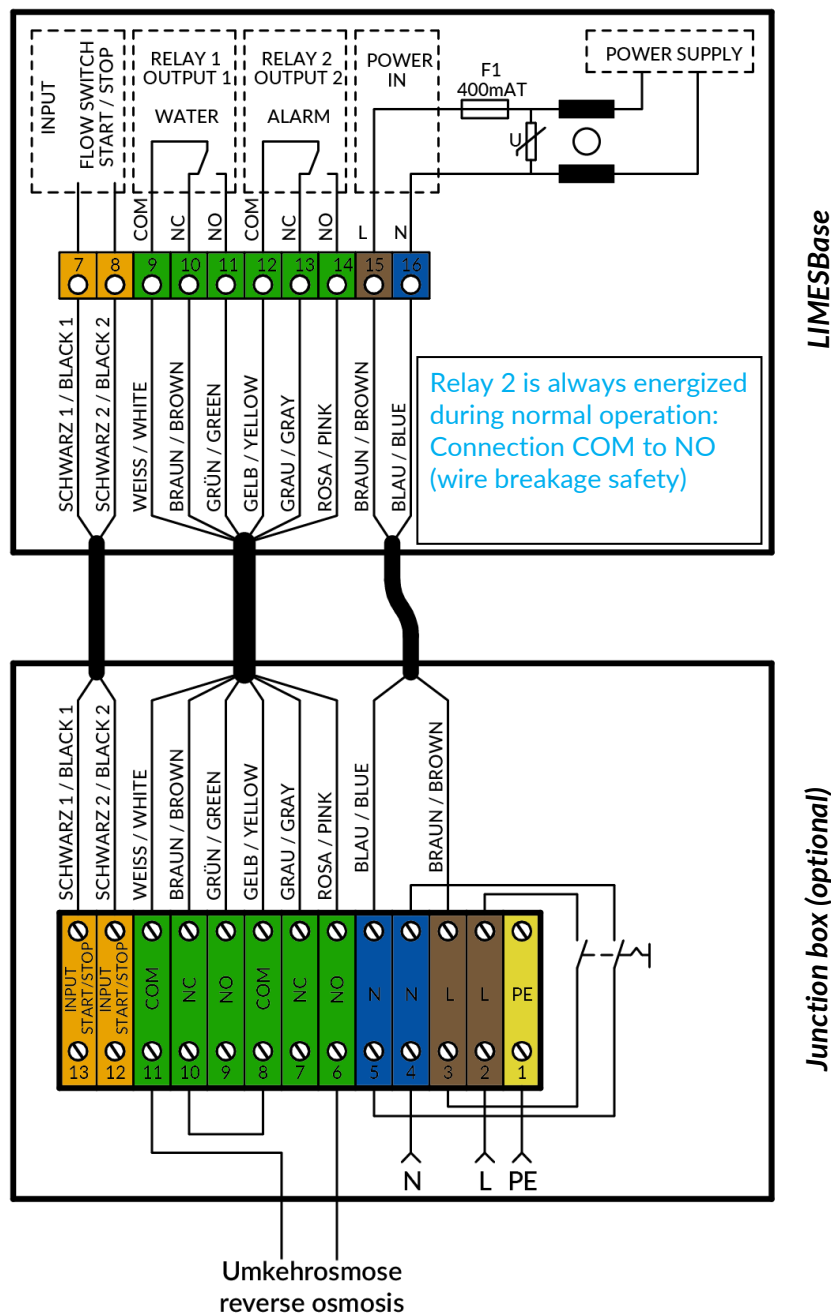 INPUT
FLOW SWITCH
START / STOP
RELAY 1
OUTPUT 1
WATER
RELAY 2
OUTPUT 2
ALARM
POWER
IN
F1
400mAT
U
POWER SUPPLY
COM
NC
NO
COM
NC
NO
L
N
7
8
9
10
11
12
13
14
15
16
LIMESBase
SCHWARZ 1 / BLACK 1
SCHWARZ 2 / BLACK 2
WEISS / WHITE
BRAUN / BROWN
GRÜN / GREEN
GELB / YELLOW
GRAU / GRAY
ROSA / PINK
BRAUN / BROWN
BLAU / BLUE
Relay 2 is always energized
during normal operation:
Connection COM to NO
(wire breakage safety)
SCHWARZ 1 / BLACK 1
SCHWARZ 2 / BLACK 2
WEISS / WHITE
BRAUN / BROWN
GRÜN / GREEN
GELB / YELLOW
GRAU / GRAY
ROSA / PINK
BLAU / BLUE
BRAUN / BROWN
Junction box (optional)
INPUT
START/STOP
INPUT
START/STOP
COM
NC
NO
COM
NC
NO
N
N
L
L
PE
13
12
11
10
9
8
7
6
5
4
3
2
1
N
L
PE
Umkehrosmose
reverse osmosis